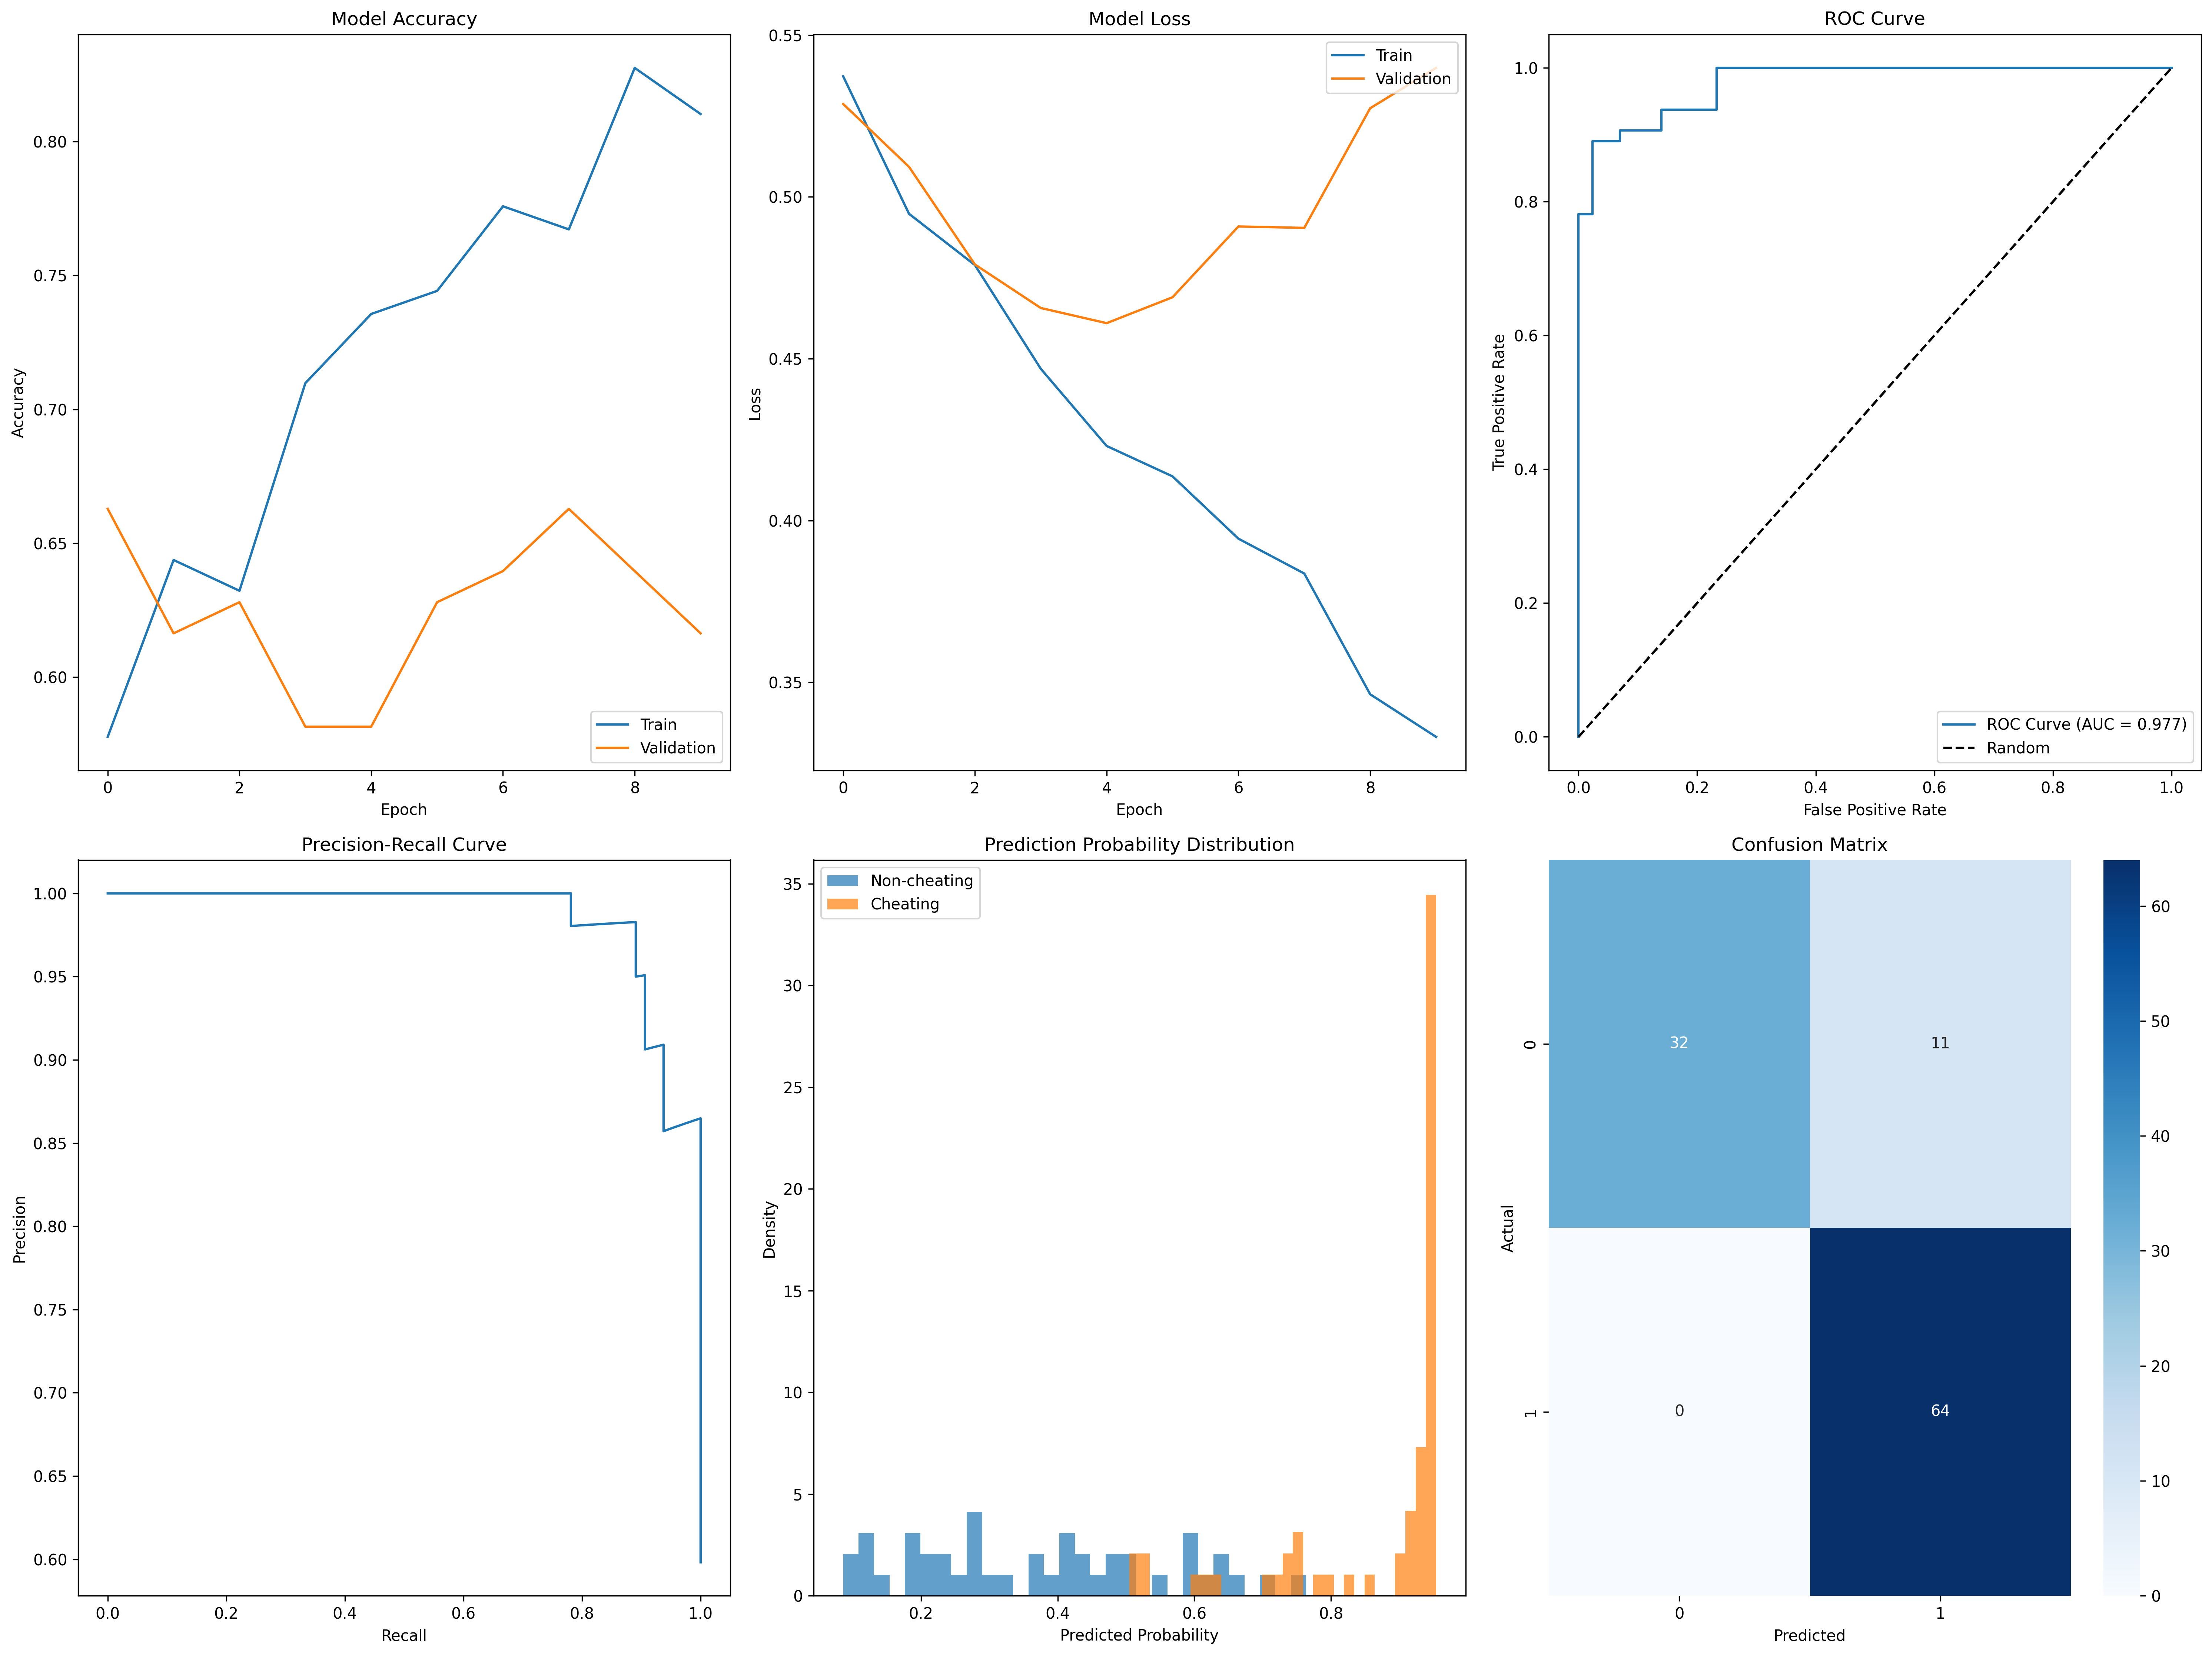 Model Accuracy
Accuracy
0.80
0.75
0.70
0.65
0.60
Train
Validation
0 2 4 6 8
Epoch
Model Loss
Loss
0.55
0.50
0.45
0.40
0.35
Train
Validation
0 2 4 6 8
Epoch
ROC Curve
True Positive Rate
1.0
0.8
0.6
0.4
0.2
0.0
ROC Curve (AUC = 0.977)
Random
0.0 0.2 0.4 0.6 0.8 1.0
False Positive Rate
Precision-Recall Curve
Precision
1.00
0.95
0.90
0.85
0.80
0.75
0.70
0.65
0.60
0.0 0.2 0.4 0.6 0.8 1.0
Recall
Prediction Probability Distribution
Density
35
30
25
20
15
10
5
0
Non-cheating
Cheating
0.2 0.4 0.6 0.8
Predicted Probability
Confusion Matrix
Actual
0
1
32 11
0 64
0 1
Predicted
60
50
40
30
20
10
0